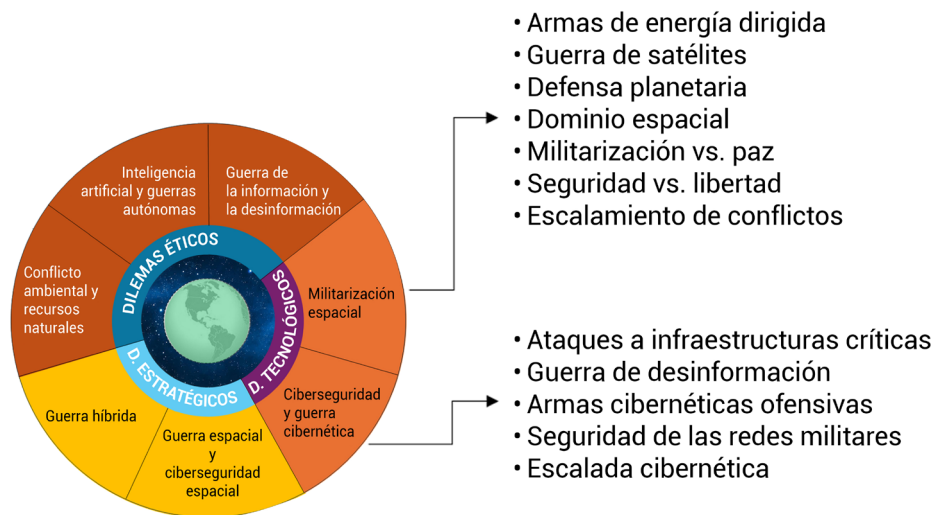 • Armas de energía dirigida
• Guerra de satélites
• Defensa planetaria
• Dominio espacial
• Militarización vs. paz
• Seguridad vs. libertad
• Escalamiento de conflictos
Inteligencia
artificial y guerras
autónomas
Guerra de
la información y
la desinformación
Conflicto
ambiental y
recursos
naturales
DILEMAS ÉTICOS
D. TECNOLÓGICOS
D. ESTRATÉGICOS
Militarización
espacial
Guerra híbrida
Guerra espacial
y
ciberseguridad
espacial
Ciberseguridad
y guerra
cibernética
• Ataques a infraestructuras críticas
• Guerra de desinformación
• Armas cibernéticas ofensivas
• Seguridad de las redes militares
• Escalada cibernética